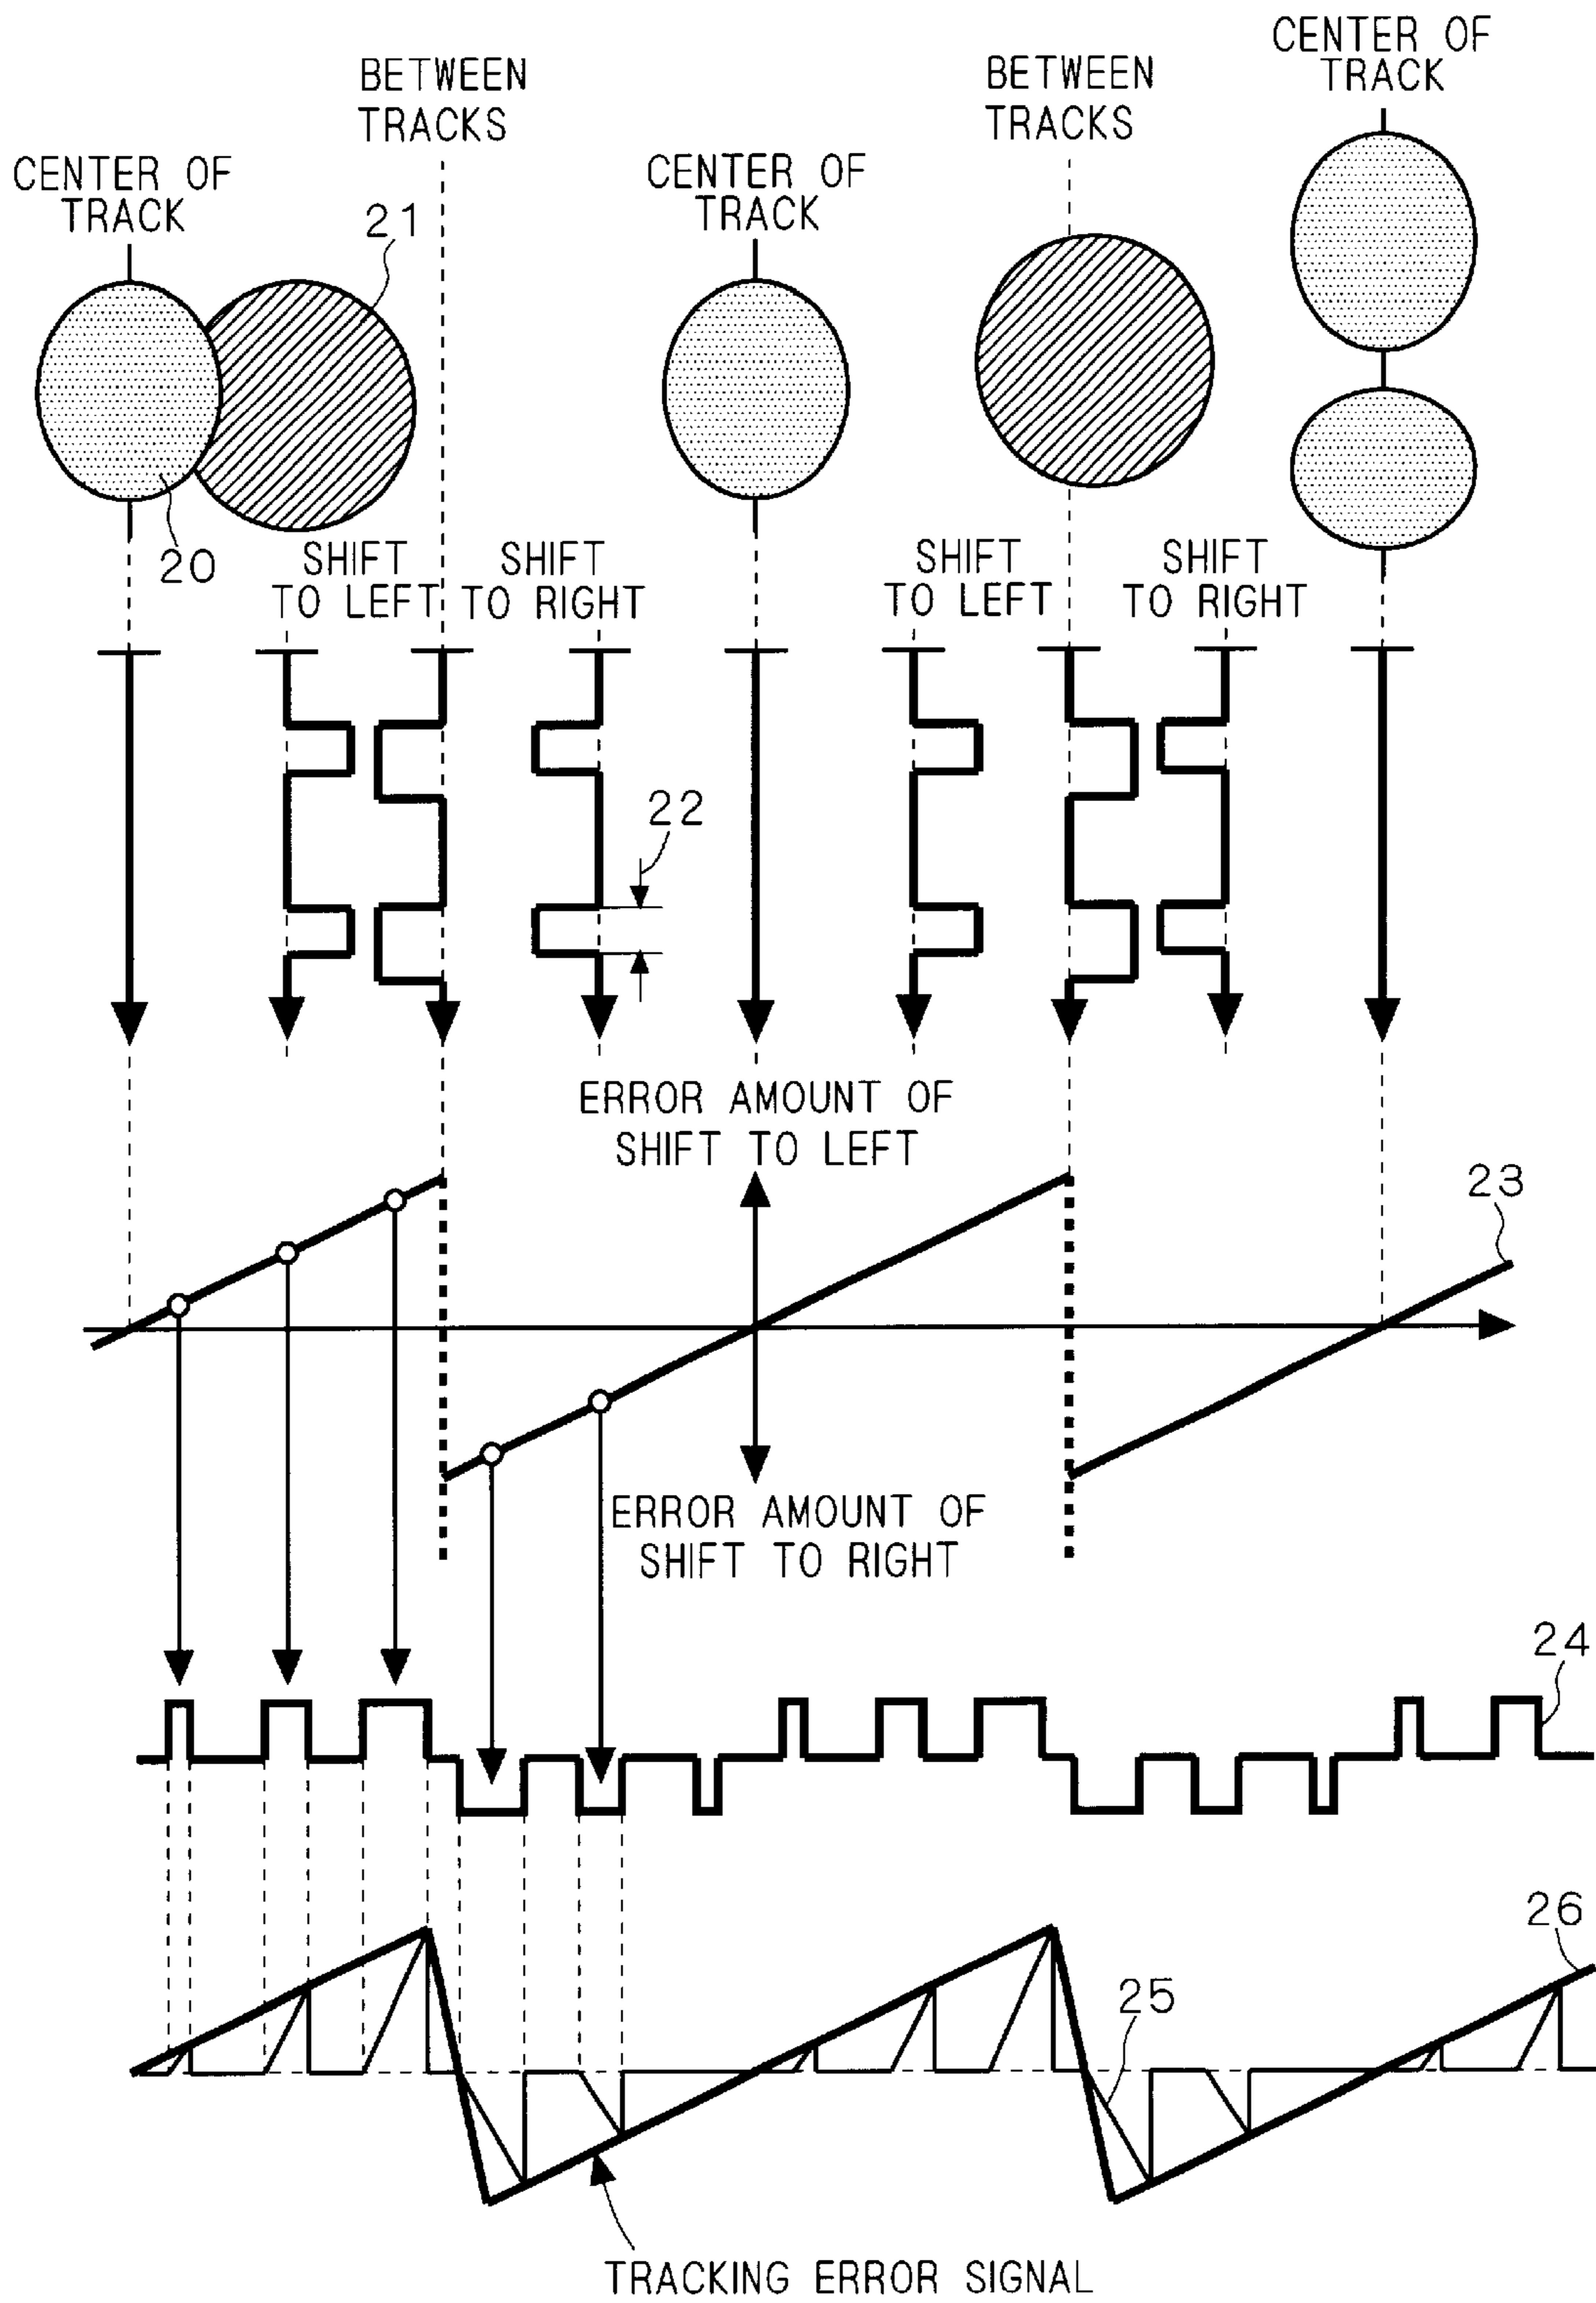 CENTER OF
TRACK
BETWEEN
TRACKS
BETWEEN
TRACKS
CENTER OF
TRACK
CENTER OF
TRACK
21
20
SHIFT
TO LEFT
SHIFT
TO RIGHT
SHIFT
TO LEFT
SHIFT
TO RIGHT
22
ERROR AMOUNT OF
SHIFT TO LEFT
23
ERROR AMOUNT OF
SHIFT TO RIGHT
24
26
25
TRACKING ERROR SIGNAL